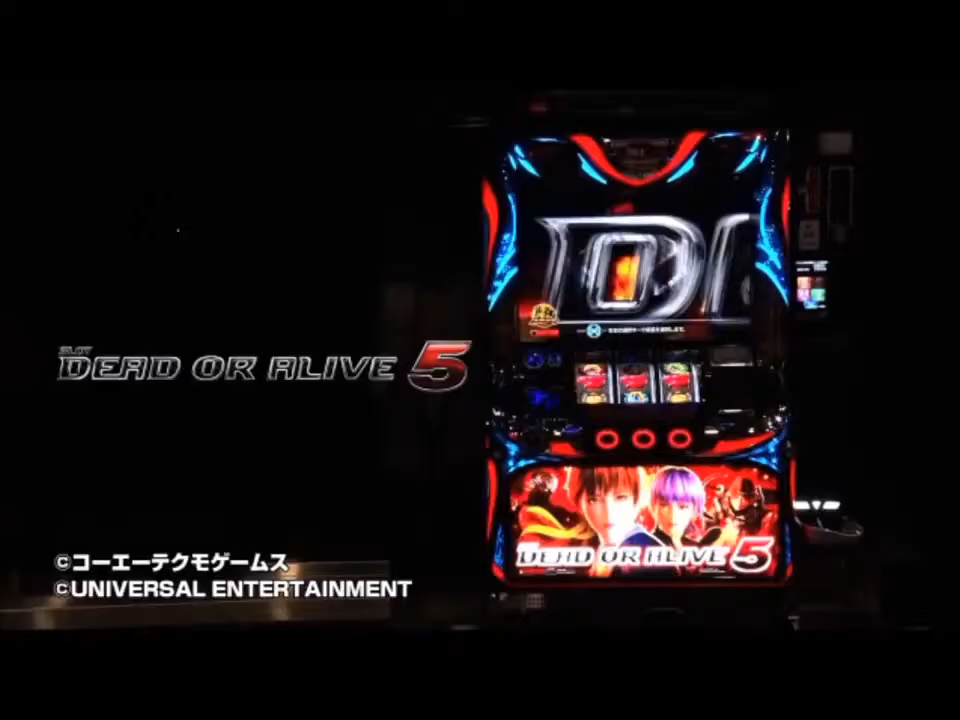 SLOT
DEAD OR ALIVE 5
©コーエーテクモゲームス
©UNIVERSAL ENTERTAINMENT
D
DEAD OR ALIVE 5